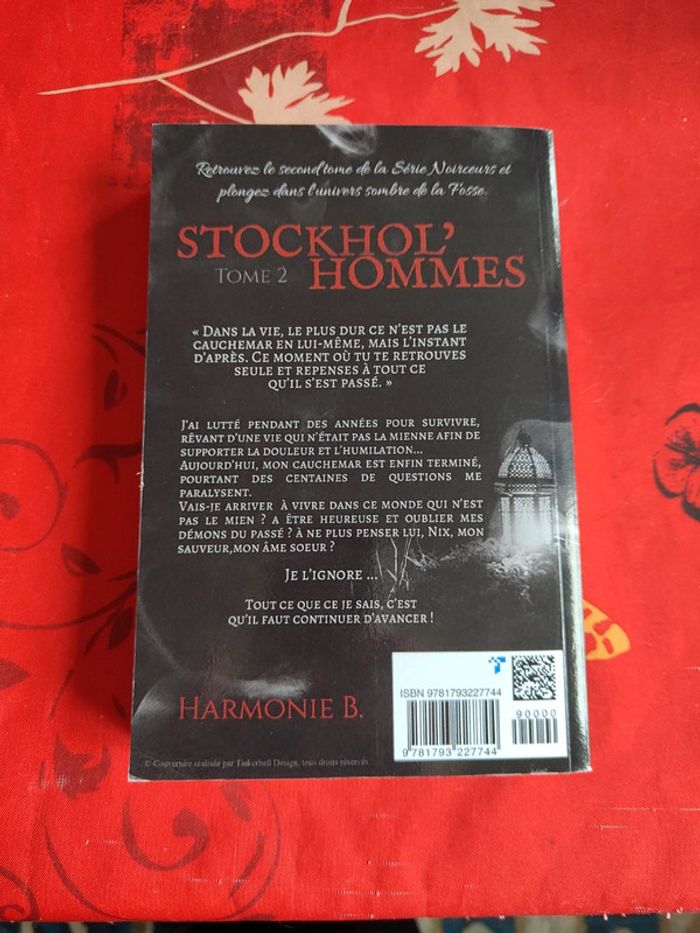 Retrouvez le second tome de la Série Noirceurs et
plongez dans l'univers sombre de la Fosse.
STOCKHOL'
TOME 2 HOMMES
« DANS LA VIE, LE PLUS DUR CE N'EST PAS LE
CAUCHEMAR EN LUI-MÊME, MAIS L'INSTANT
D'APRÈS. CE MOMENT OÙ TU TE RETROUVES
SEULE ET REPENSES À TOUT CE
QU'IL S'EST PASSÉ. »
J'AI LUTTÉ PENDANT DES ANNÉES POUR SURVIVRE,
RÊVANT D'UNE VIE QUI N'ÉTAIT PAS LA MIENNE AFIN DE
SUPPORTER LA DOULEUR ET L'HUMILATION...
AUJOURD'HUI, MON CAUCHEMAR EST ENFIN TERMINÉ,
POURTANT DES CENTAINES DE QUESTIONS ME
PARALYSENT.
VAIS-JE ARRIVER À VIVRE DANS CE MONDE QUI N'EST
PAS LE MIEN ? A ÊTRE HEUREUSE ET OUBLIER MES
DÉMONS DU PASSÉ ? À NE PLUS PENSER LUI, NIX, MON
SAUVEUR,MON ÂME SOEUR ?
JE L'IGNORE ...
TOUT CE QUE CE JE SAIS, C'EST
QU'IL FAUT CONTINUER D'AVANCER !
HARMONIE B.
ISBN 9781793227744
90000
9 781793 227744
© Couverture réalisée par Tinkerbell Design, tous droits réservés